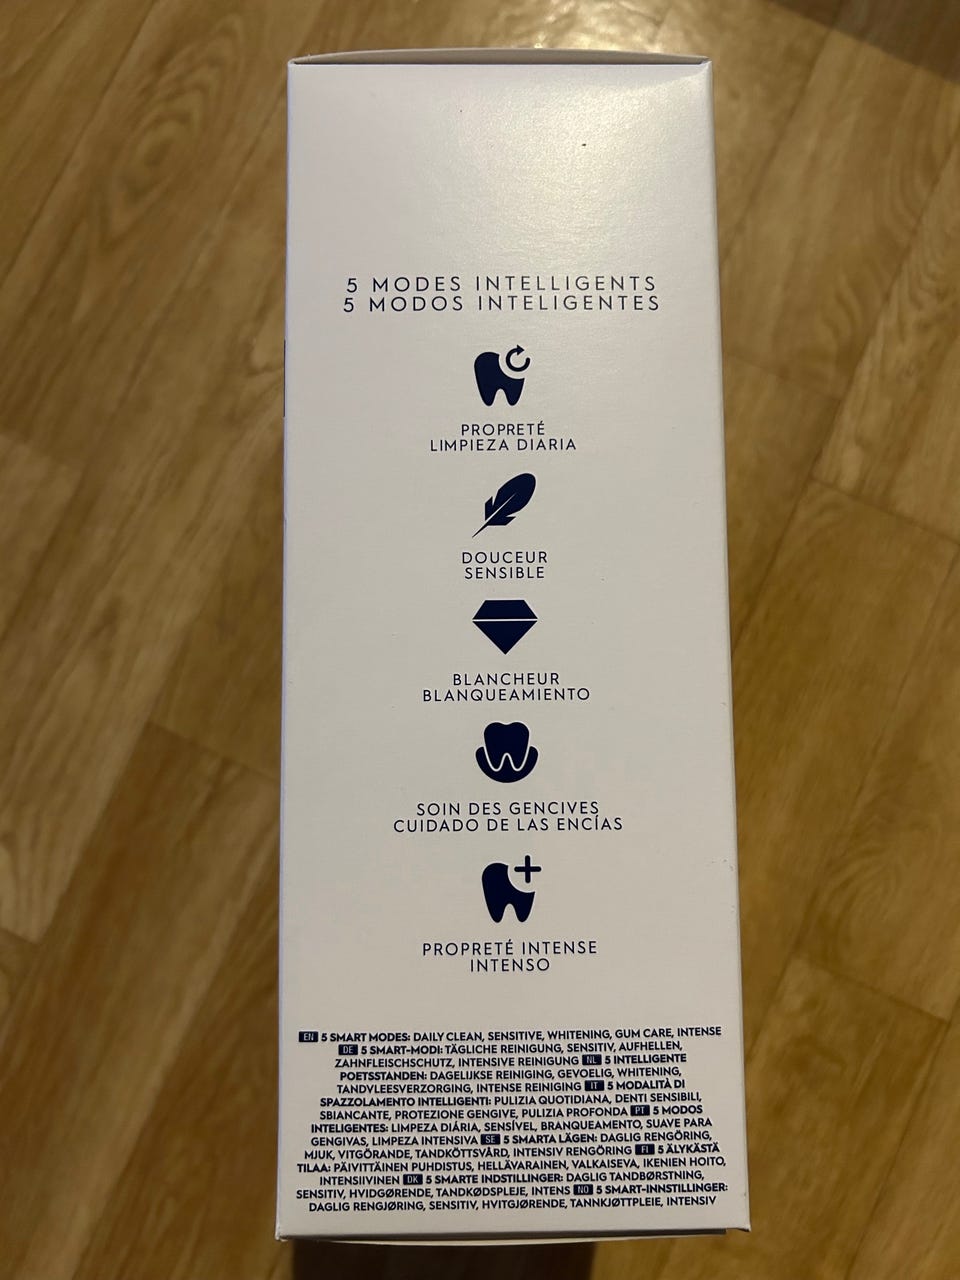 5 MODES INTELLIGENTS
5 MODOS INTELIGENTES
PROPRETÉ
LIMPIEZA DIARIA
DOUCEUR
SENSIBLE
BLANCHEUR
BLANQUEAMIENTO
SOIN DES GENCIVES
CUIDADO DE LAS ENCÍAS
PROPRETÉ INTENSE
INTENSO
EN 5 SMART MODES: DAILY CLEAN, SENSITIVE, WHITENING, GUM CARE, INTENSE
DE 5 SMART-MODI: TÄGLICHE REINIGUNG, SENSITIV, AUFHELLEN,
ZAHNFLEISCHSCHUTZ, INTENSIVE REINIGUNG NL 5 INTELLIGENTE
POETSSTANDEN: DAGELIJKSE REINIGING, GEVOELIG, WHITENING,
TANDVLEESVERZORGING, INTENSE REINIGING IT 5 MODALITÀ DI
SPAZZOLAMENTO INTELLIGENTI: PULIZIA QUOTIDIANA, DENTI SENSIBILI,
SBIANCANTE, PROTEZIONE GENGIVE, PULIZIA PROFONDA PT 5 MODOS
INTELIGENTES: LIMPEZA DIÁRIA, SENSÍVEL, BRANQUEAMENTO, SUAVE PARA
GENGIVAS, LIMPEZA INTENSIVA SE 5 SMARTA LÄGEN: DAGLIG RENGÖRING,
MJUK, VITGÖRANDE, TANDKÖTTSVÅRD, INTENSIV RENGÖRING FI 5 ÄLYKÄSTÄ
TILAA: PÄIVITTÄINEN PUHDISTUS, HELLÄVARAINEN, VALKAISEVA, IKENIEN HOITO,
INTENSIIVINEN DK 5 SMARTE INDSTILLINGER: DAGLIG TANDBØRSTNING,
SENSITIV, HVIDGØRENDE, TANDKØDSPLEJE, INTENS NO 5 SMART-INNSTILLINGER:
DAGLIG RENGJØRING, SENSITIV, HVITGJØRENDE, TANNKJØTTPLEIE, INTENSIV